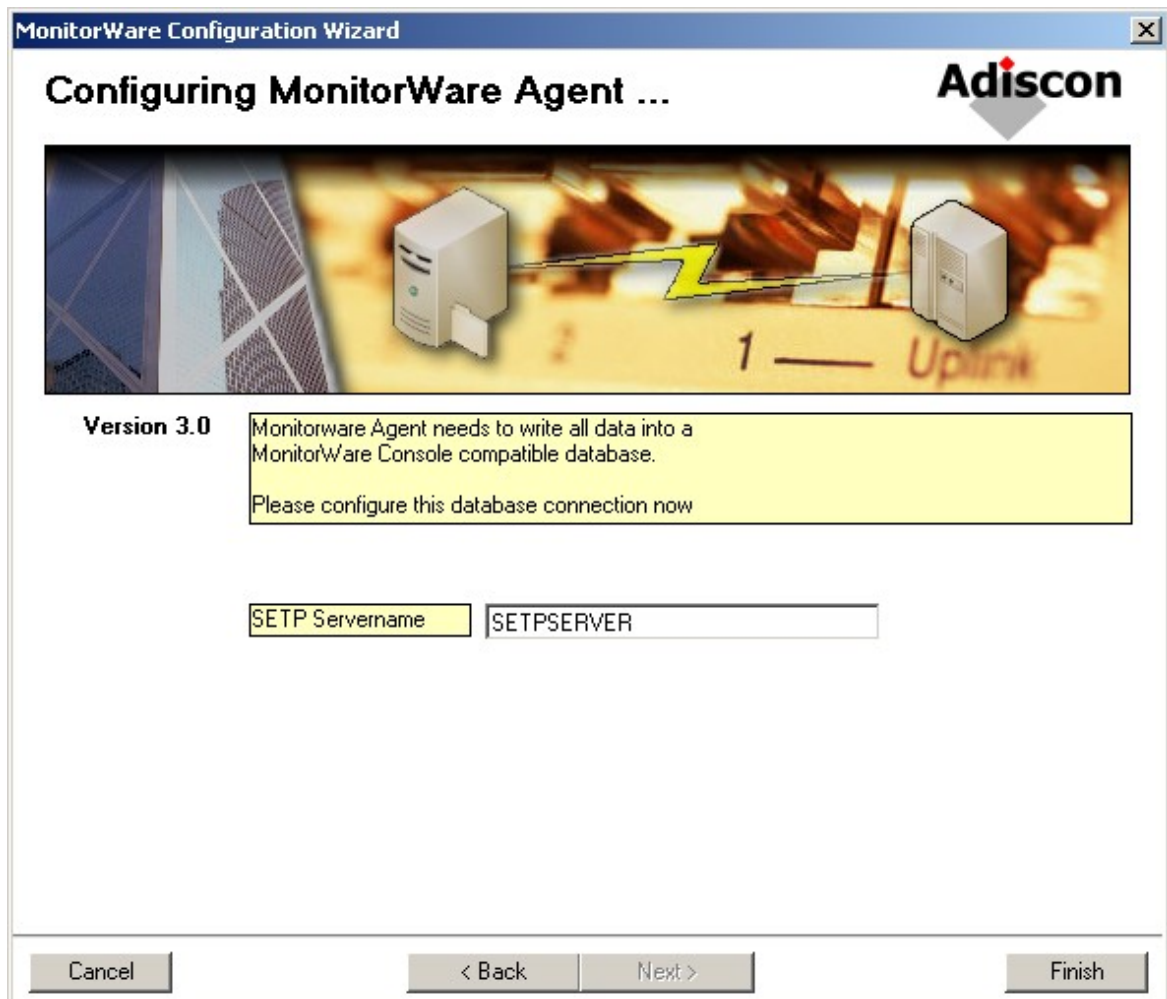 MonitorWare Configuration Wizard
Configuring MonitorWare Agent ...
Adiscon
2
1
Uplink
Version 3.0
Monitorware Agent needs to write all data into a
MonitorWare Console compatible database.
Please configure this database connection now
SETP Servername
SETPSERVER
Cancel
< Back
Next >
Finish